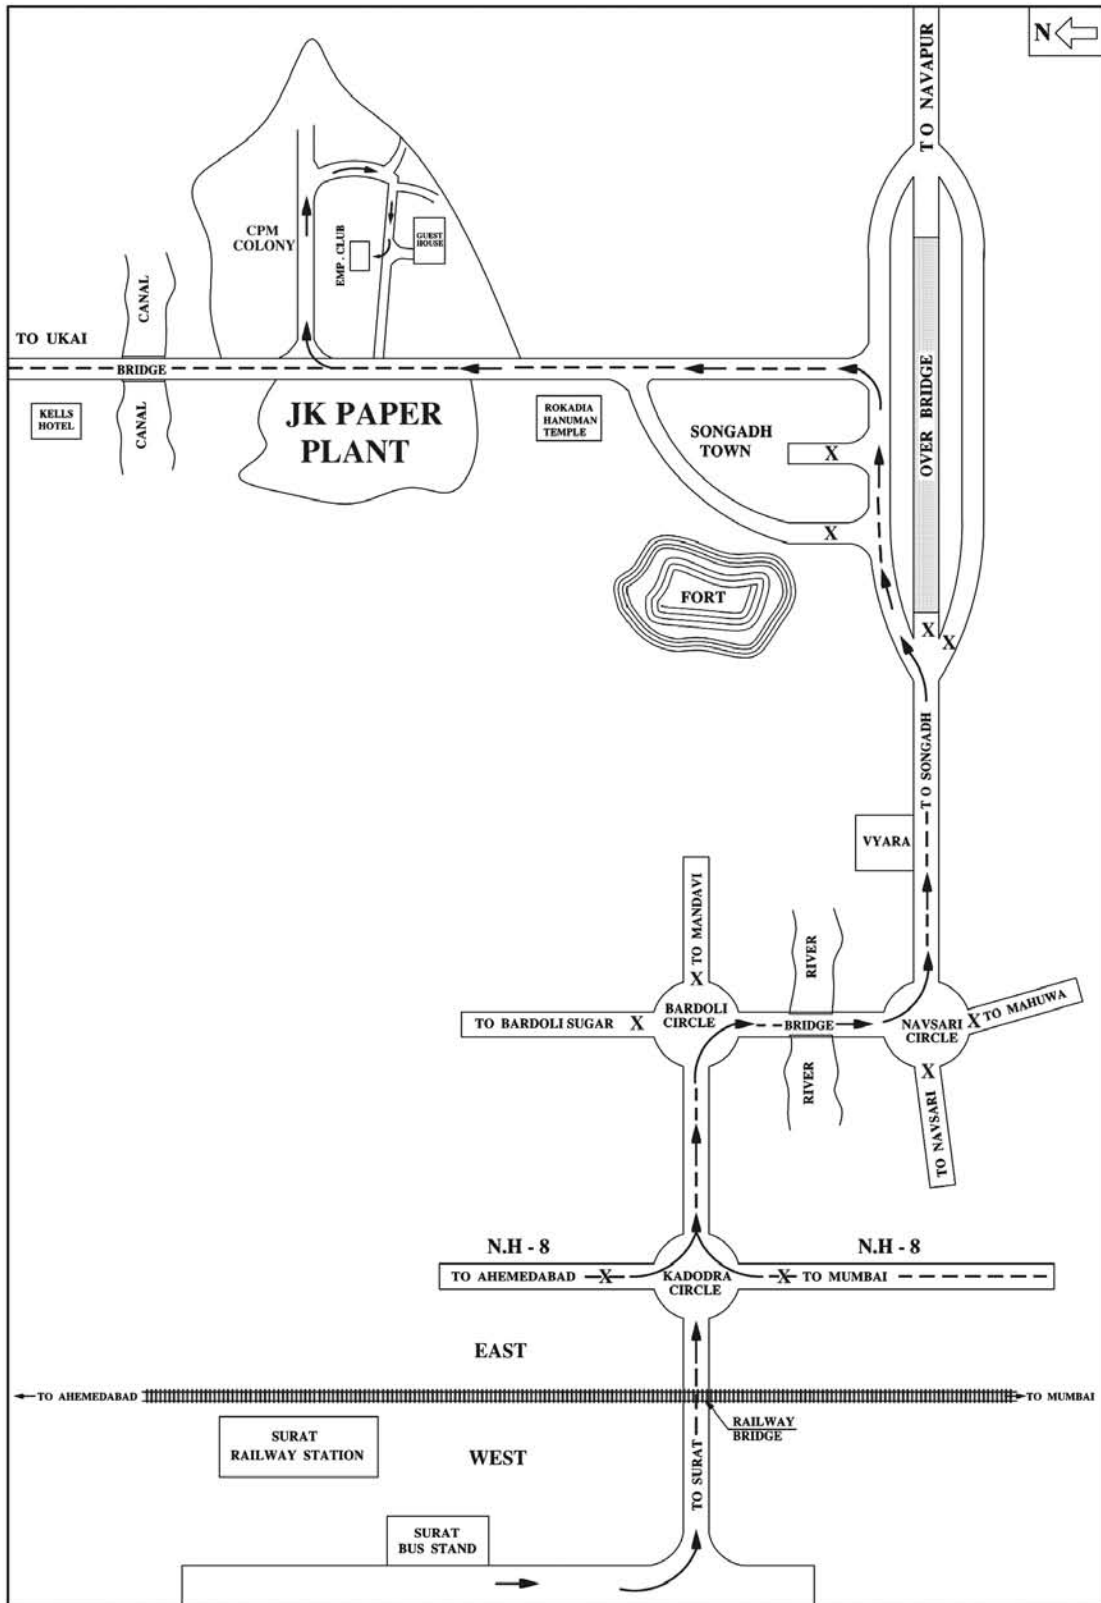 N
TO NAVAPUR
CPM
COLONY
EMP. CLUB
GUEST
HOUSE
CANAL
TO UKAI
BRIDGE
KELLS
HOTEL
CANAL
JK PAPER
PLANT
ROKADIA
HANUMAN
TEMPLE
SONGADH
TOWN
X
X
OVER BRIDGE
FORT
X
X
TO SONGADH
VYARA
TO MANDAVI
X
RIVER
TO BARDOLI SUGAR X
BARDOLI
CIRCLE
BRIDGE
NAVSARI
CIRCLE
X TO MAHUWA
RIVER
X
TO NAVSARI
N.H - 8
N.H - 8
TO AHEMEDABAD X
KADODRA
CIRCLE
X TO MUMBAI
EAST
TO AHEMEDABAD
TO MUMBAI
RAILWAY
BRIDGE
SURAT
RAILWAY STATION
WEST
TO SURAT
SURAT
BUS STAND